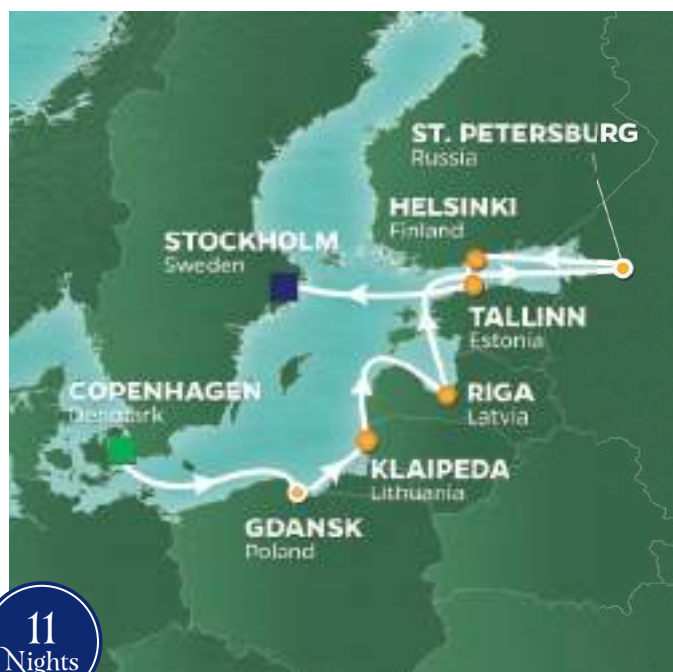 ST. PETERSBURG
Russia
HELSINKI
Finland
STOCKHOLM
Sweden
TALLINN
Estonia
COPENHAGEN
Denmark
RIGA
Latvia
KLAIPEDA
Lithuania
GDANSK
Poland
11
Nights